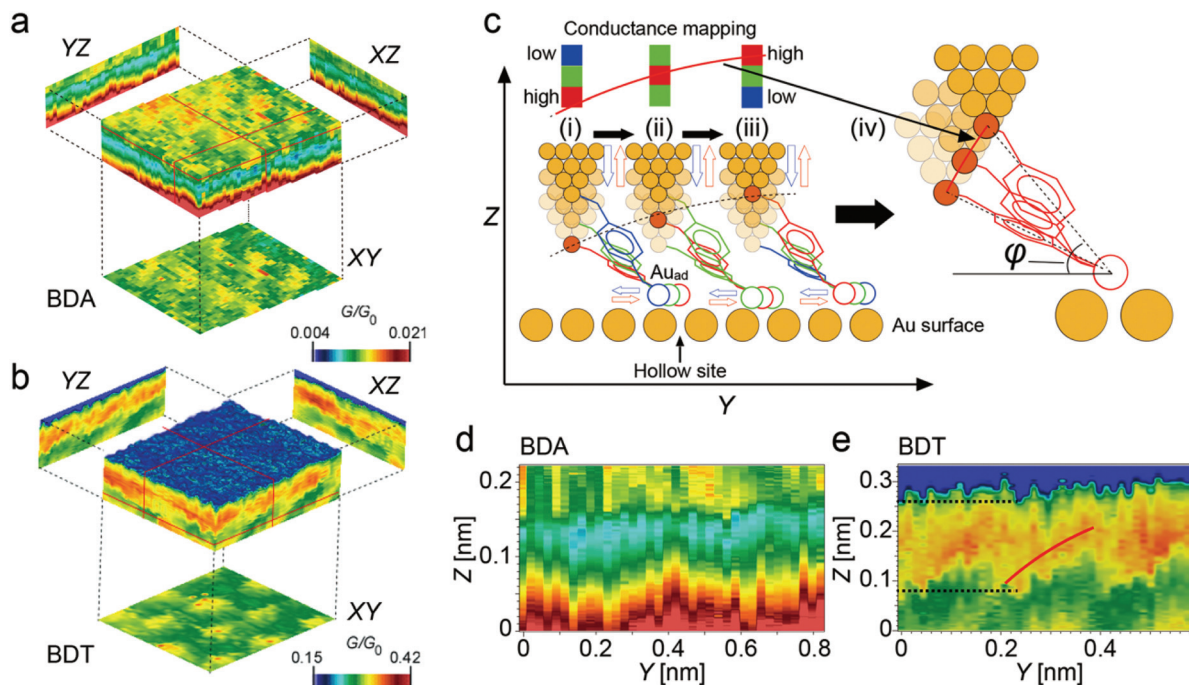 a
YZ
XZ
XY
BDA
G/G₀
0.004 0.021
b
YZ
XZ
XY
BDT
G/G₀
0.15 0.42
c
Conductance mapping
low high
high low
(i) (ii) (iii) (iv)
Z
Au_ad
φ
Au surface
Hollow site
Y
d BDA
Z [nm]
0.2
0.1
0
0 0.2 0.4 0.6 0.8
Y [nm]
e BDT
Z [nm]
0.3
0.2
0.1
0
0 0.2 0.4
Y [nm]